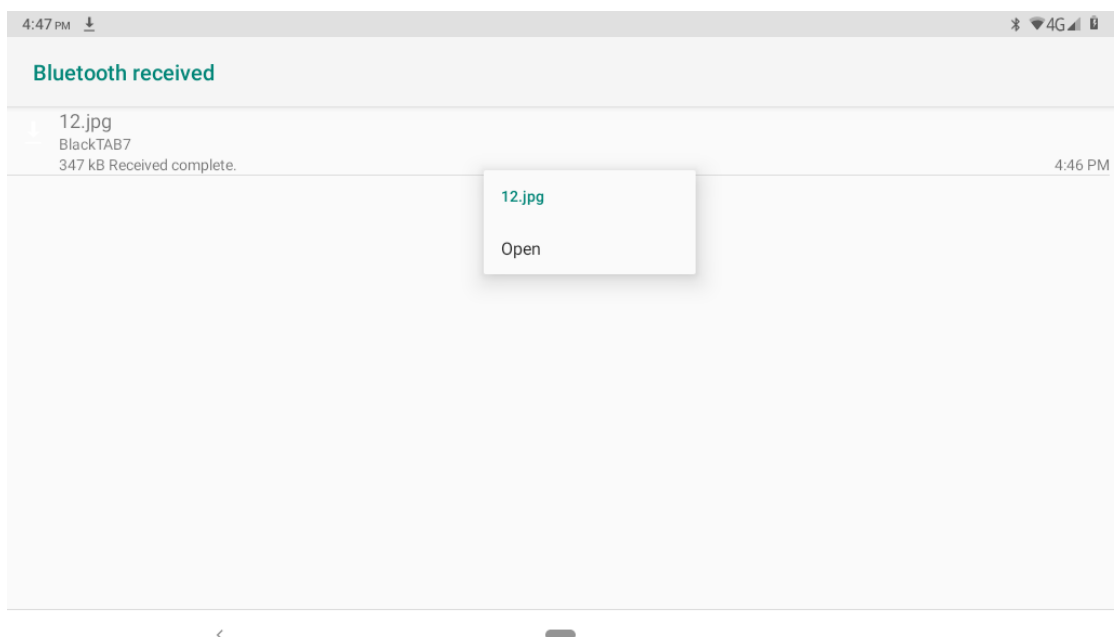 4:47 PM
4G
Bluetooth received
12.jpg
BlackTAB7
347 kB Received complete.
4:46 PM
12.jpg
Open